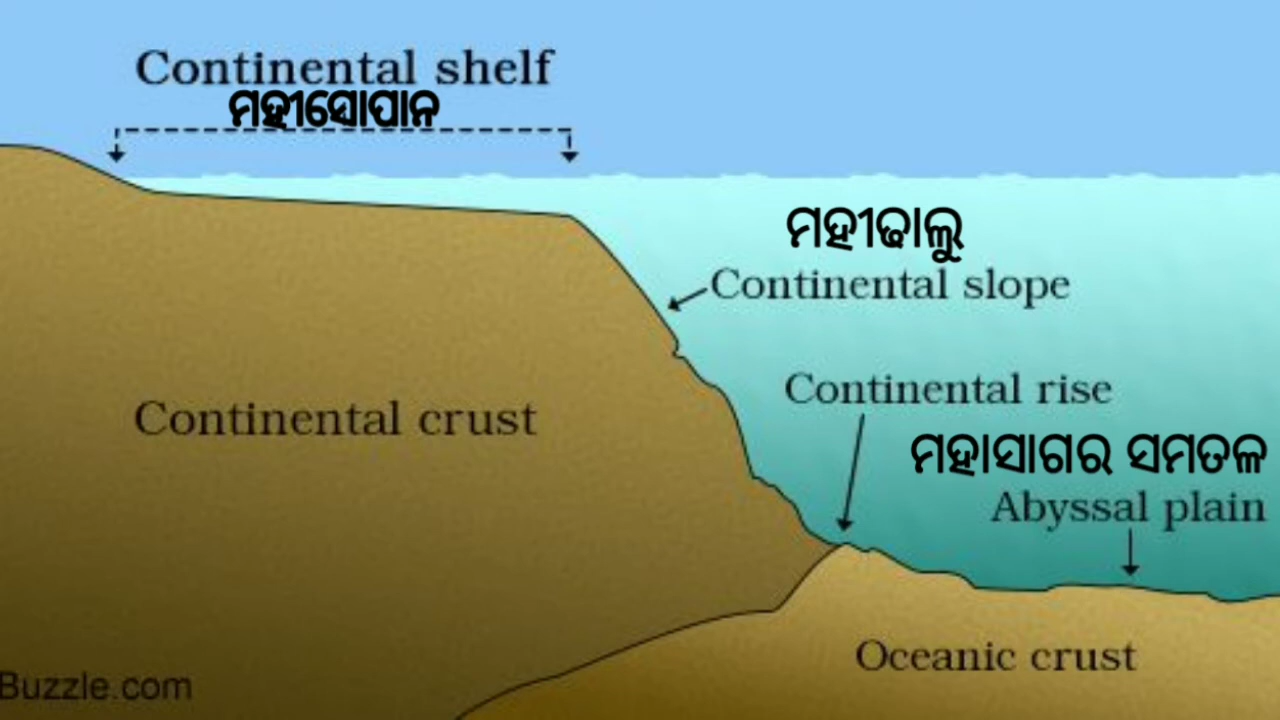 Continental shelf
ମହୀସୋପାନ
ମହୀଢାଲୁ
Continental slope
Continental rise
Continental crust
ମହାସାଗର ସମତଳ
Abyssal plain
Oceanic crust
Buzzle.com